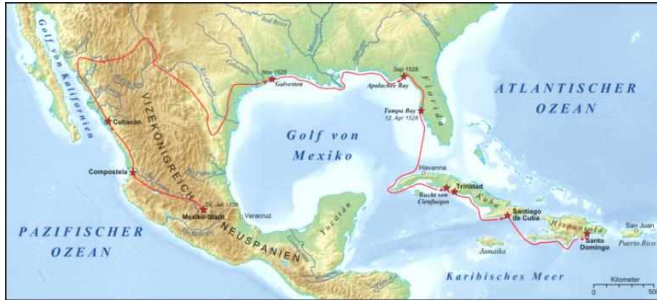 Golf von Kalifornien
Culiacán
VIZEKÖNIGREICH
NEUSPANIEN
Compostela
Mexiko-Stadt
Veracruz
PAZIFISCHER
OZEAN
Nov 1528
Galveston
Golf von
Mexiko
Sep 1528
Apalachee Bay
Florida
Tampa Bay
12. Apr 1528
ATLANTISCHER
OZEAN
Havanna
Bucht von
Cienfuegos
Trinidad
Kuba
Santiago
de Cuba
Yucatán
Jamaika
Hispaniola
Santo
Domingo
San Juan
Puerto Rico
Karibisches Meer
Kilometer
0
500